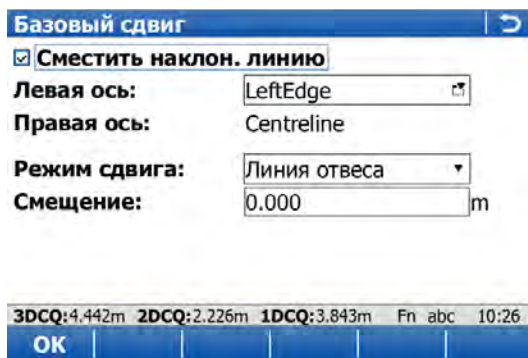 Базовый сдвиг
Сместить наклон. линию
Левая ось: LeftEdge
Правая ось: Centreline
Режим сдвига: Линия отвеса
Смещение: 0.000 m
3DCQ:4.442m 2DCQ:2.226m 1DCQ:3.843m Fn abc 10:26
OK